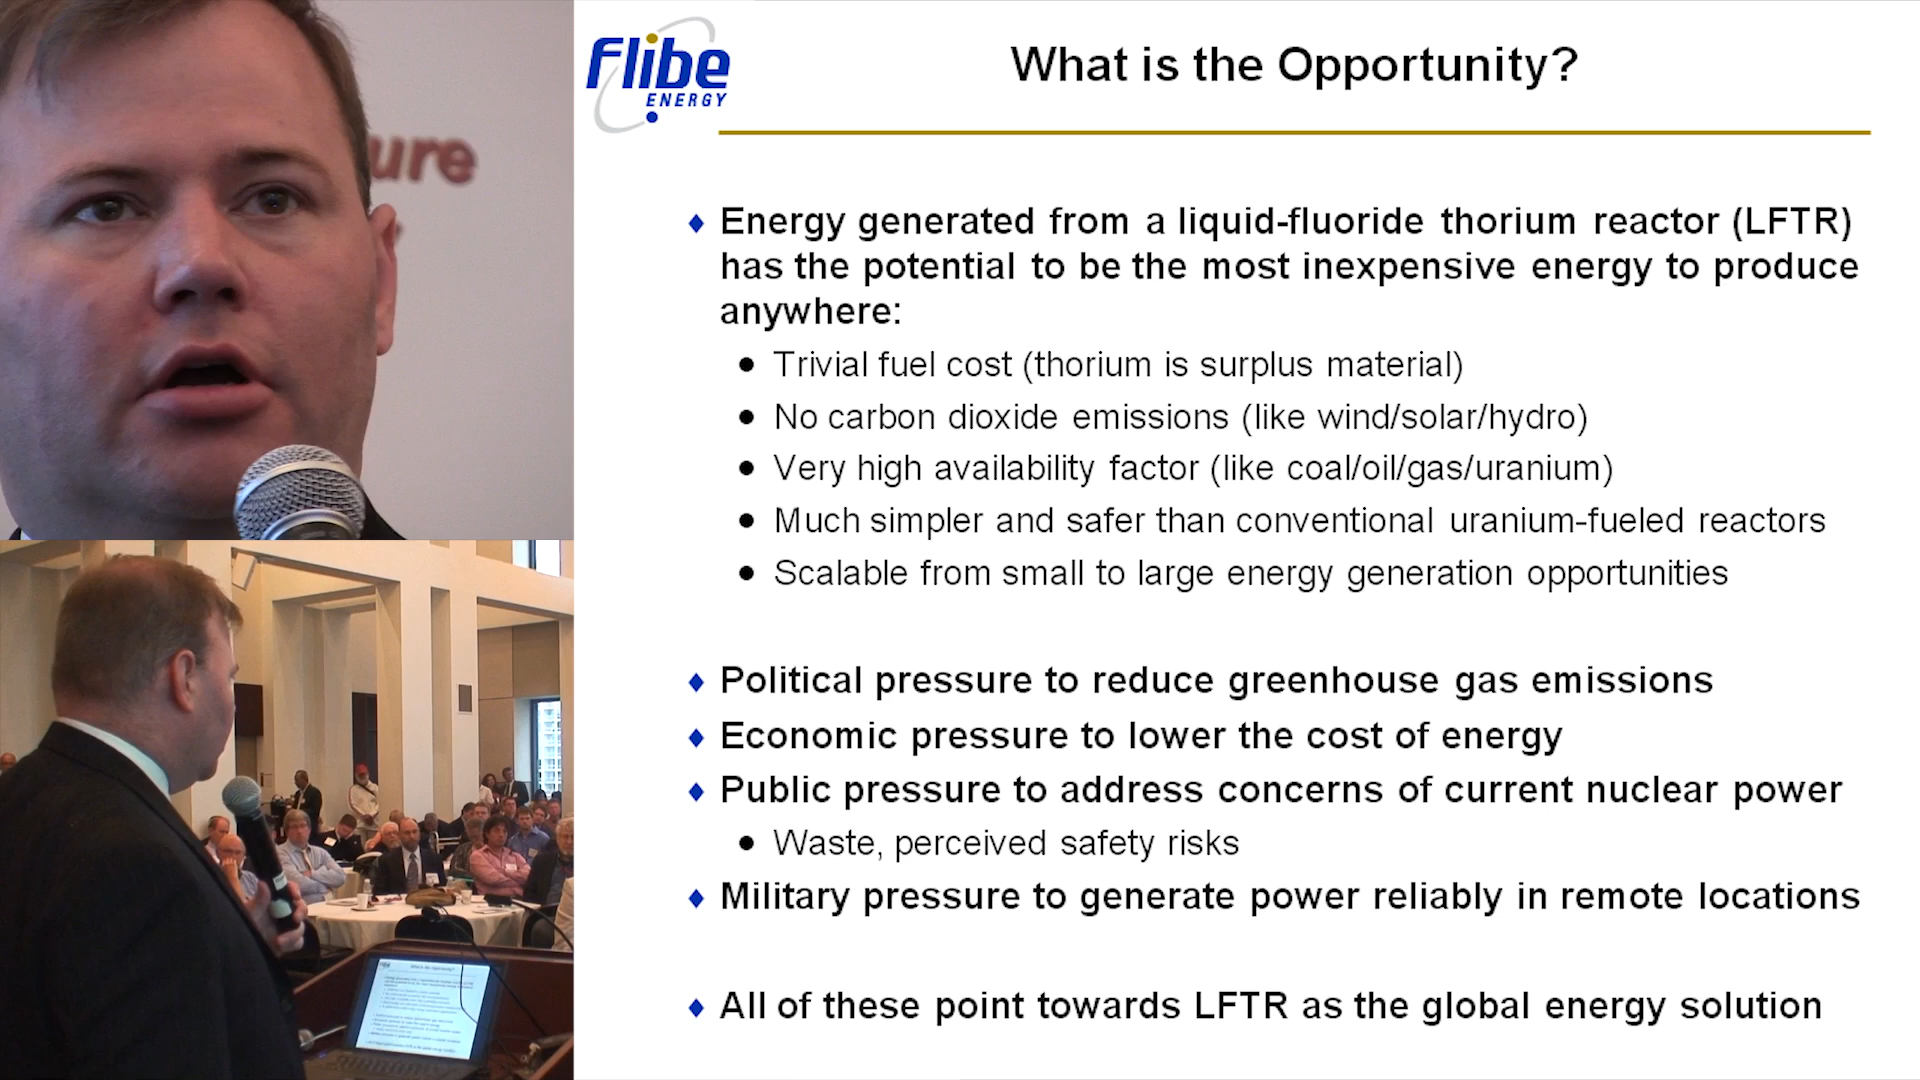 ure
Flibe
ENERGY
What is the Opportunity?
Energy generated from a liquid-fluoride thorium reactor (LFTR)
has the potential to be the most inexpensive energy to produce
anywhere:
Trivial fuel cost (thorium is surplus material)
No carbon dioxide emissions (like wind/solar/hydro)
Very high availability factor (like coal/oil/gas/uranium)
Much simpler and safer than conventional uranium-fueled reactors
Scalable from small to large energy generation opportunities
Political pressure to reduce greenhouse gas emissions
Economic pressure to lower the cost of energy
Public pressure to address concerns of current nuclear power
Waste, perceived safety risks
Military pressure to generate power reliably in remote locations
All of these point towards LFTR as the global energy solution